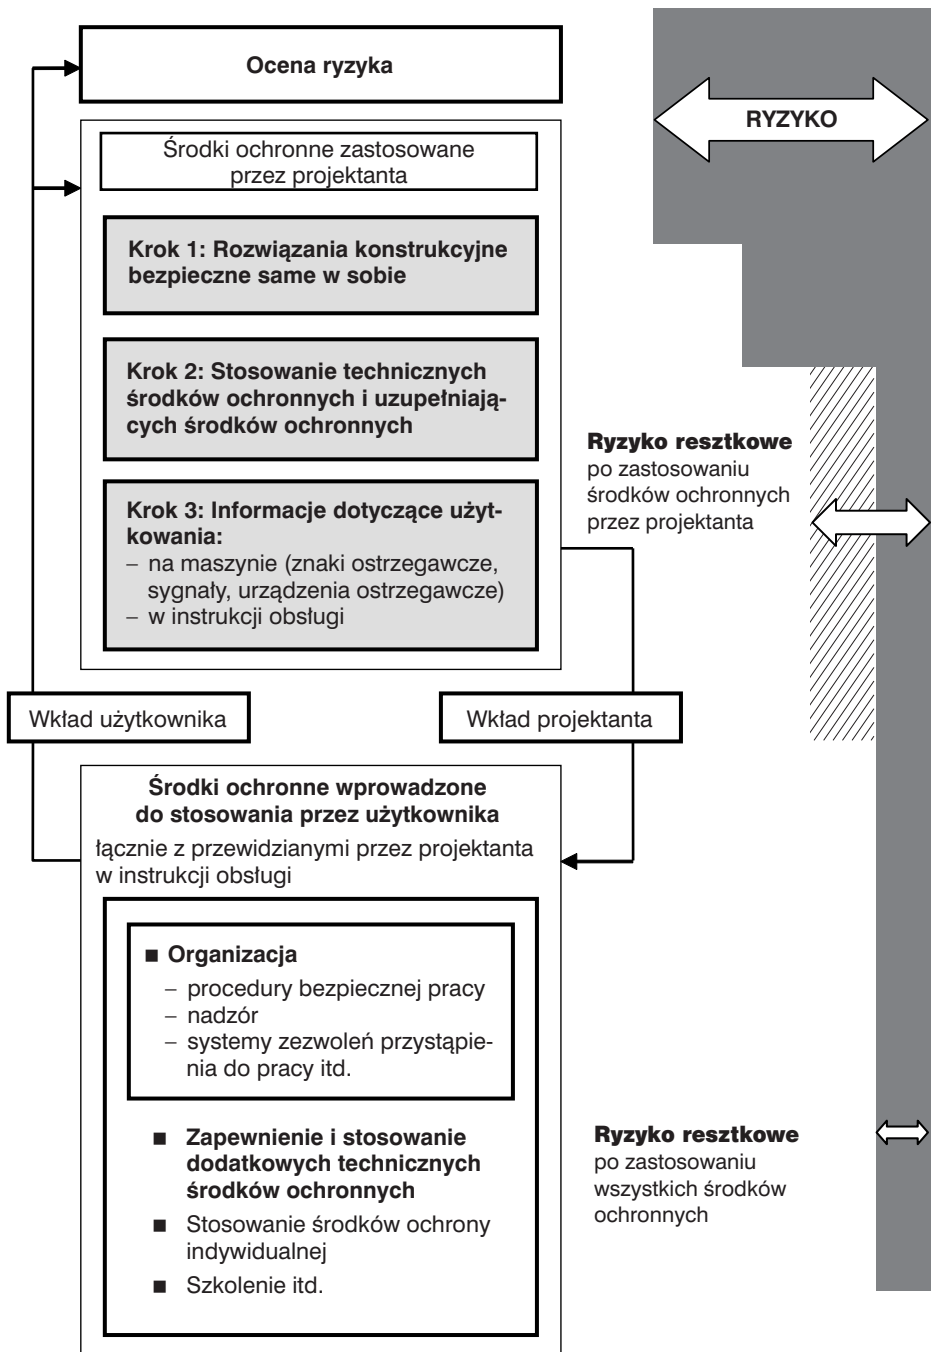 Ocena ryzyka
RYZYKO
Środki ochronne zastosowane
przez projektanta
Krok 1: Rozwiązania konstrukcyjne
bezpieczne same w sobie
Krok 2: Stosowanie technicznych
środków ochronnych i uzupełniają-
cych środków ochronnych
Krok 3: Informacje dotyczące użyt-
kowania:
– na maszynie (znaki ostrzegawcze,
sygnały, urządzenia ostrzegawcze)
– w instrukcji obsługi
Ryzyko resztkowe
po zastosowaniu
środków ochronnych
przez projektanta
Wkład użytkownika
Wkład projektanta
Środki ochronne wprowadzone
do stosowania przez użytkownika
łącznie z przewidzianymi przez projektanta
w instrukcji obsługi
■ Organizacja
– procedury bezpiecznej pracy
– nadzór
– systemy zezwoleń przystąpie-
nia do pracy itd.
■ Zapewnienie i stosowanie
dodatkowych technicznych
środków ochronnych
■ Stosowanie środków ochrony
indywidualnej
■ Szkolenie itd.
Ryzyko resztkowe
po zastosowaniu
wszystkich środków
ochronnych